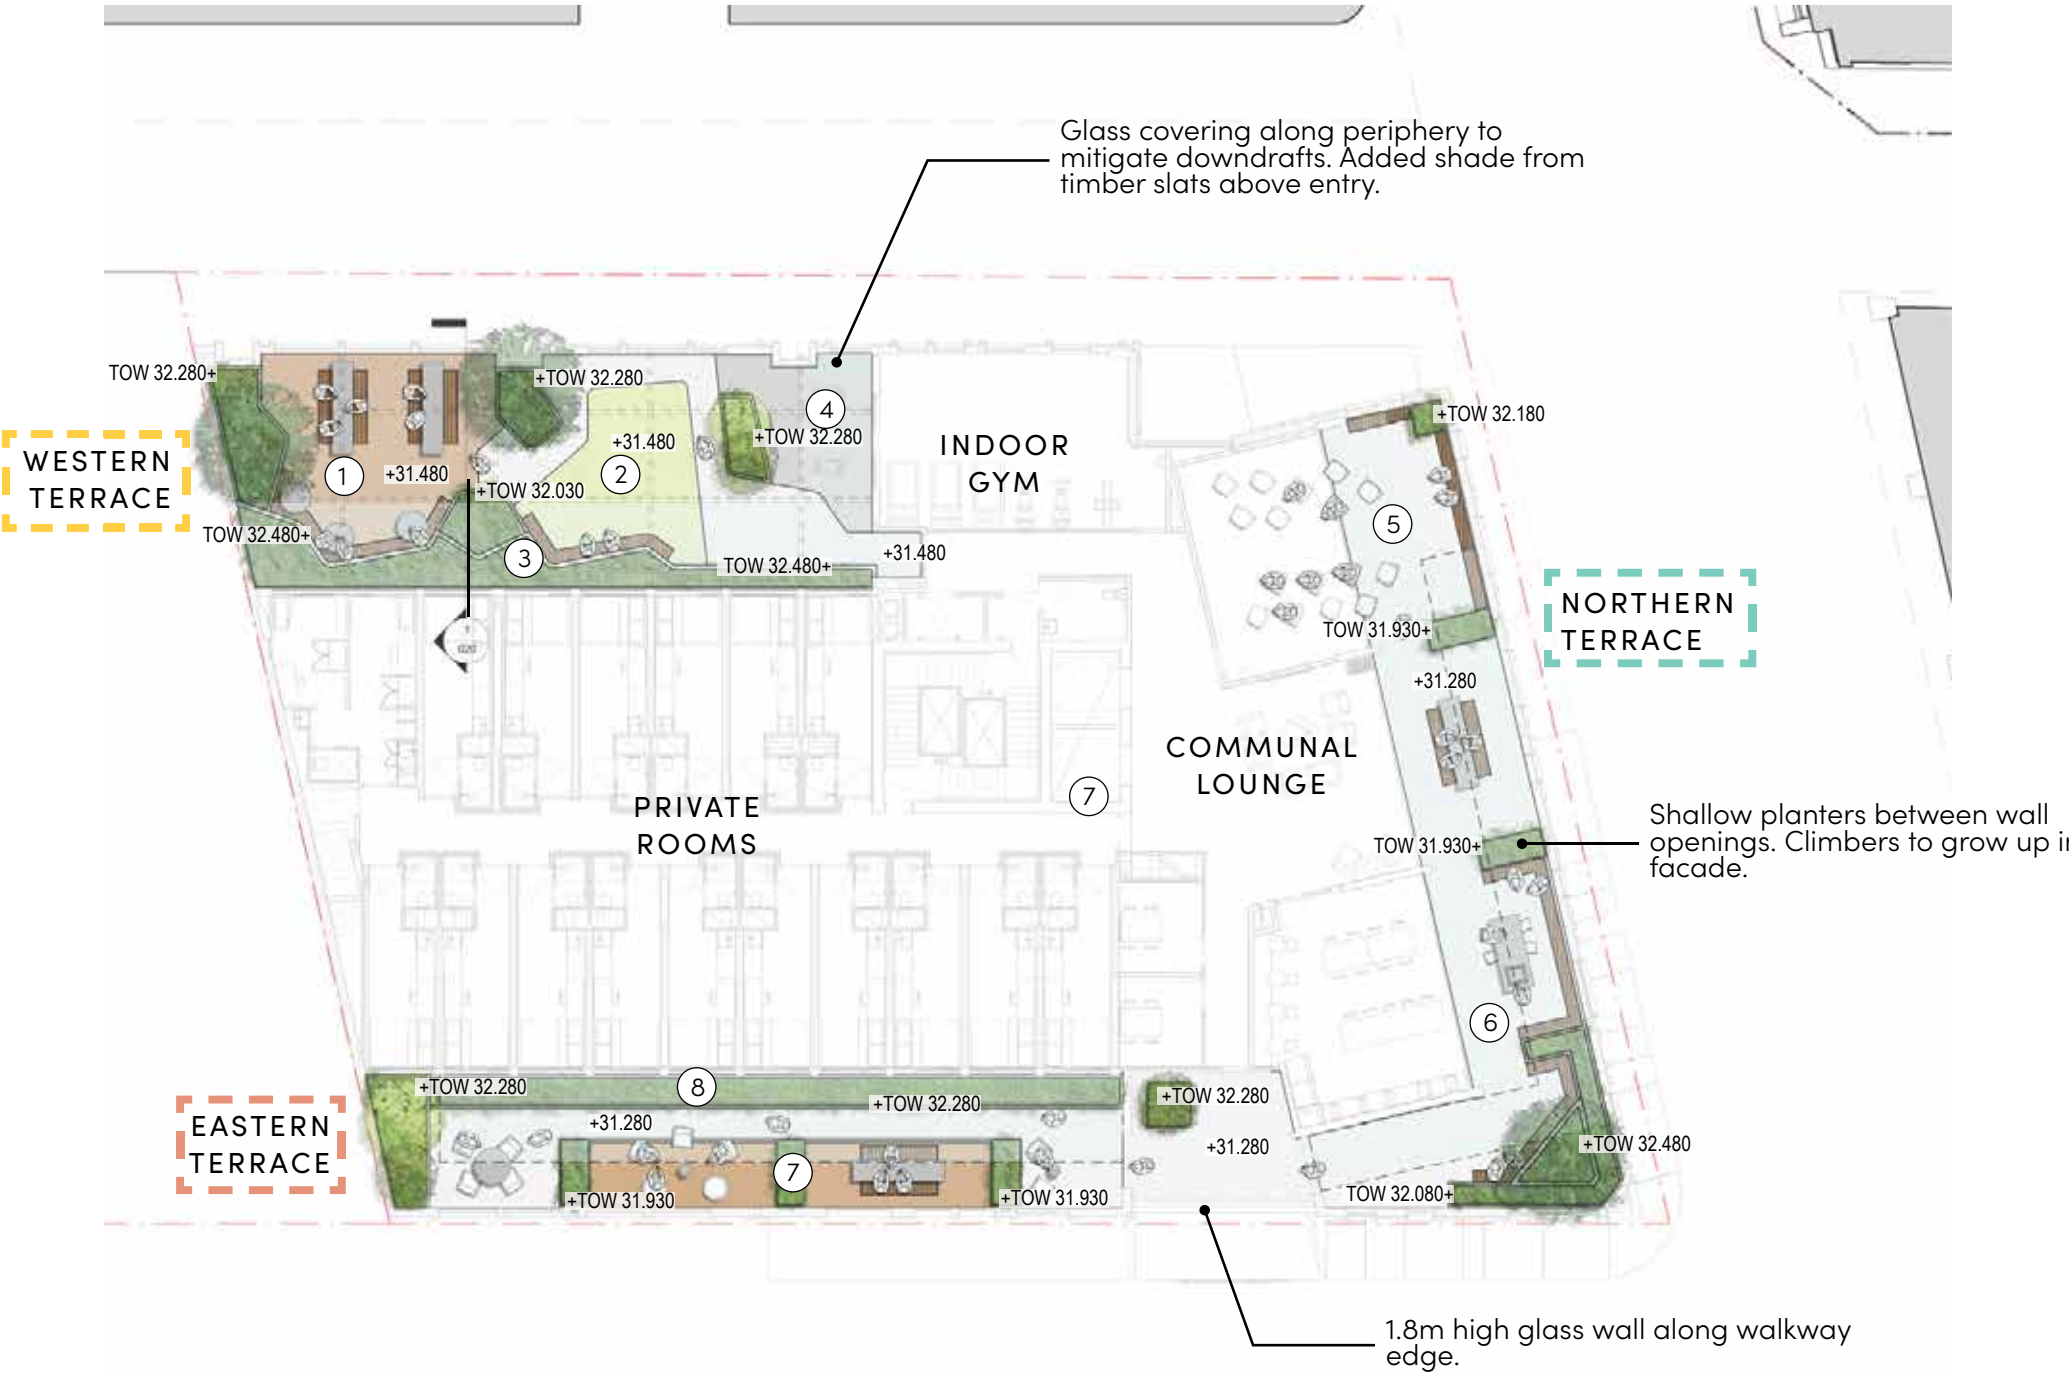 Glass covering along periphery to
mitigate downdrafts. Added shade from
timber slats above entry.
TOW 32.280+
+TOW 32.280
4
+TOW 32.280
+TOW 32.180
WESTERN
TERRACE
1
+31.480
+31.480
2
+TOW 32.030
INDOOR
GYM
5
TOW 32.480+
3
TOW 32.480+
+31.480
NORTHERN
TERRACE
TOW 31.930+
1
020
+31.280
COMMUNAL
LOUNGE
PRIVATE
ROOMS
7
Shallow planters between wall
openings. Climbers to grow up
facade.
TOW 31.930+
6
+TOW 32.280
8
+TOW 32.280
+TOW 32.280
EASTERN
TERRACE
+31.280
+31.280
+TOW 32.480
7
+TOW 31.930
+TOW 31.930
TOW 32.080+
1.8m high glass wall along walkway
edge.